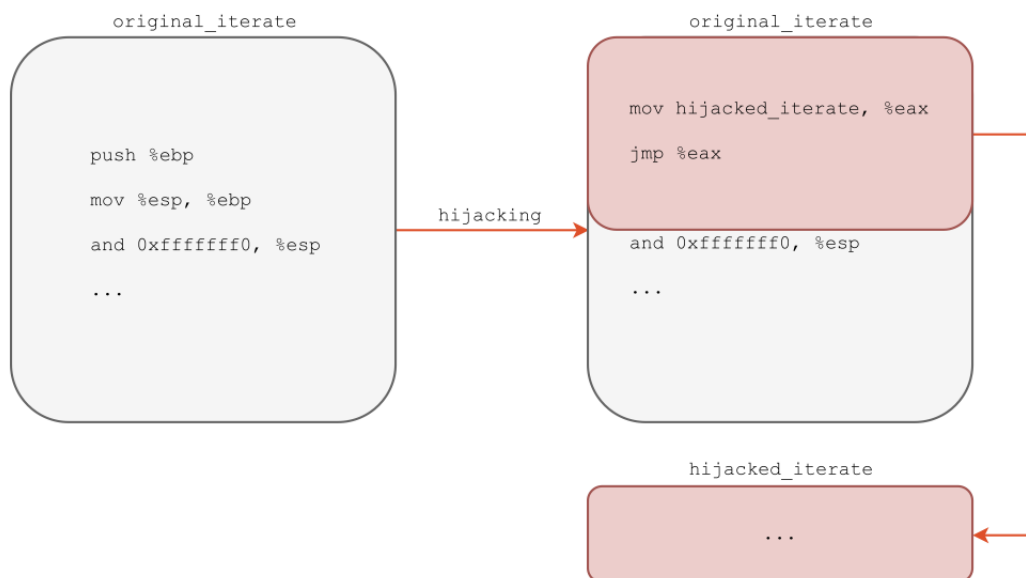 original_iterate
push %ebp
mov %esp, %ebp
and 0xfffffff0, %esp
...
hijacking
original_iterate
mov hijacked_iterate, %eax
jmp %eax
and 0xfffffff0, %esp
...
hijacked_iterate
...